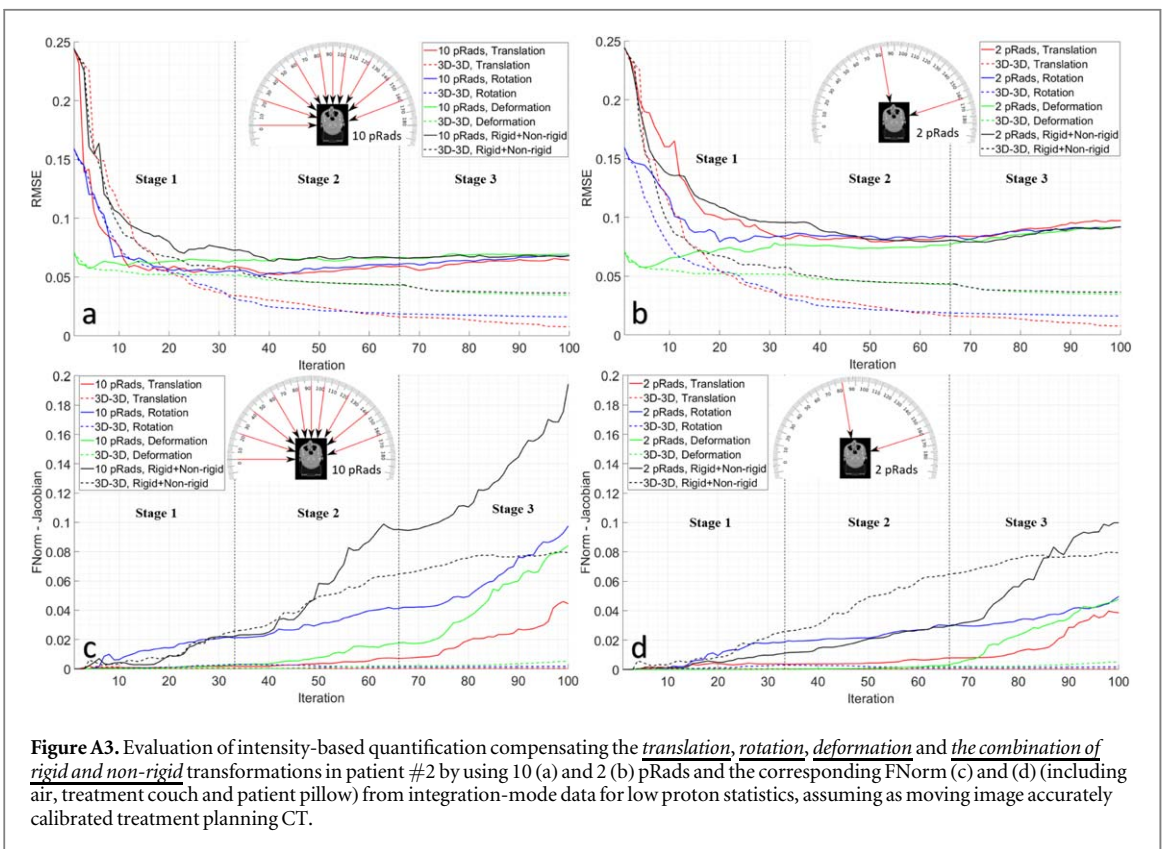 0.25
0.2
0.15
0.1
0.05
0
RMSE
10 20 30 40 50 60 70 80 90 100
Iteration
Stage 1
Stage 2
Stage 3
a
10 pRads
10 pRads, Translation
3D-3D, Translation
10 pRads, Rotation
3D-3D, Rotation
10 pRads, Deformation
3D-3D, Deformation
10 pRads, Rigid+Non-rigid
3D-3D, Rigid+Non-rigid
0.25
0.2
0.15
0.1
0.05
0
RMSE
10 20 30 40 50 60 70 80 90 100
Iteration
Stage 1
Stage 2
Stage 3
b
2 pRads
2 pRads, Translation
3D-3D, Translation
2 pRads, Rotation
3D-3D, Rotation
2 pRads, Deformation
3D-3D, Deformation
2 pRads, Rigid+Non-rigid
3D-3D, Rigid+Non-rigid
0.2
0.18
0.16
0.14
0.12
0.1
0.08
0.06
0.04
0.02
0
FNorm - Jacobian
10 20 30 40 50 60 70 80 90 100
Iteration
10 pRads, Translation
3D-3D, Translation
10 pRads, Rotation
3D-3D, Rotation
10 pRads, Deformation
3D-3D, Deformation
10 pRads, Rigid+Non-rigid
3D-3D, Rigid+Non-rigid
10 pRads
Stage 1
Stage 2
Stage 3
c
0.2
0.18
0.16
0.14
0.12
0.1
0.08
0.06
0.04
0.02
0
FNorm - Jacobian
10 20 30 40 50 60 70 80 90 100
Iteration
2 pRads, Translation
3D-3D, Translation
2 pRads, Rotation
3D-3D, Rotation
2 pRads, Deformation
3D-3D, Deformation
2 pRads, Rigid+Non-rigid
3D-3D, Rigid+Non-rigid
2 pRads
Stage 1
Stage 2
Stage 3
d
Figure A3. Evaluation of intensity-based quantification compensating the translation, rotation, deformation and the combination of
rigid and non-rigid transformations in patient #2 by using 10 (a) and 2 (b) pRads and the corresponding FNorm (c) and (d) (including
air, treatment couch and patient pillow) from integration-mode data for low proton statistics, assuming as moving image accurately
calibrated treatment planning CT.